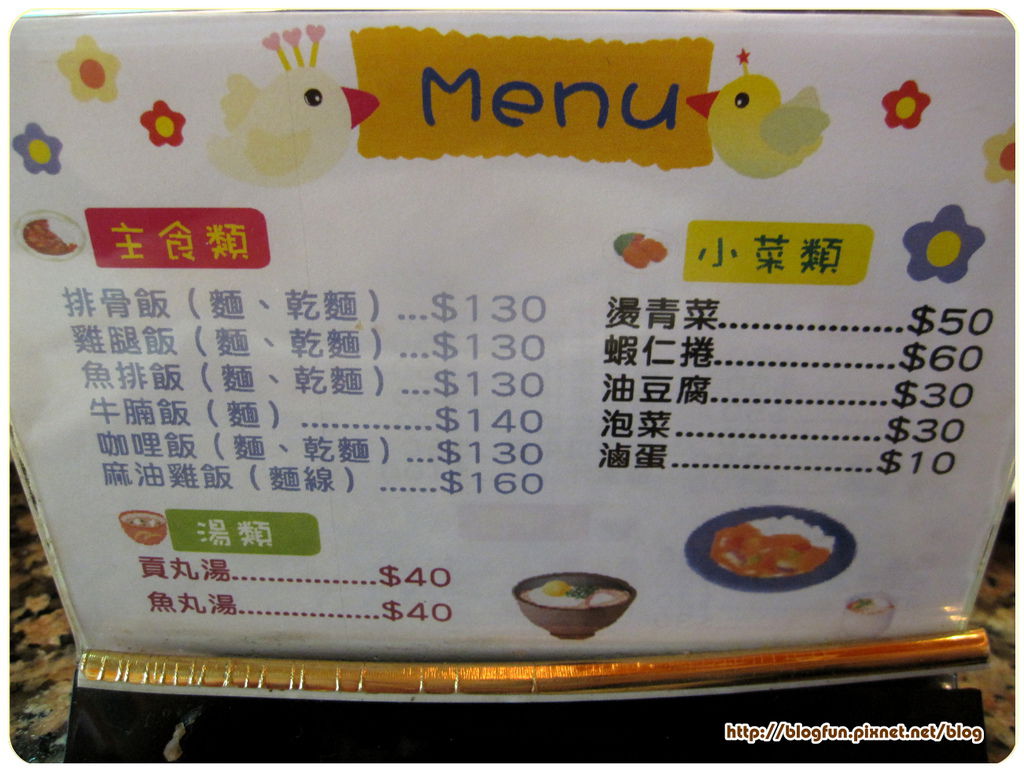 Menu
主食類
排骨飯（麵、乾麵）...$130
雞腿飯（麵、乾麵）...$130
魚排飯（麵、乾麵）...$130
牛腩飯（麵）.............$140
咖哩飯（麵、乾麵）...$130
麻油雞飯（麵線）......$160
湯類
貢丸湯...............$40
魚丸湯...............$40
小菜類
燙青菜...................$50
蝦仁捲...................$60
油豆腐...................$30
泡菜......................$30
滷蛋......................$10
http://blogfun.pixnet.net/blog